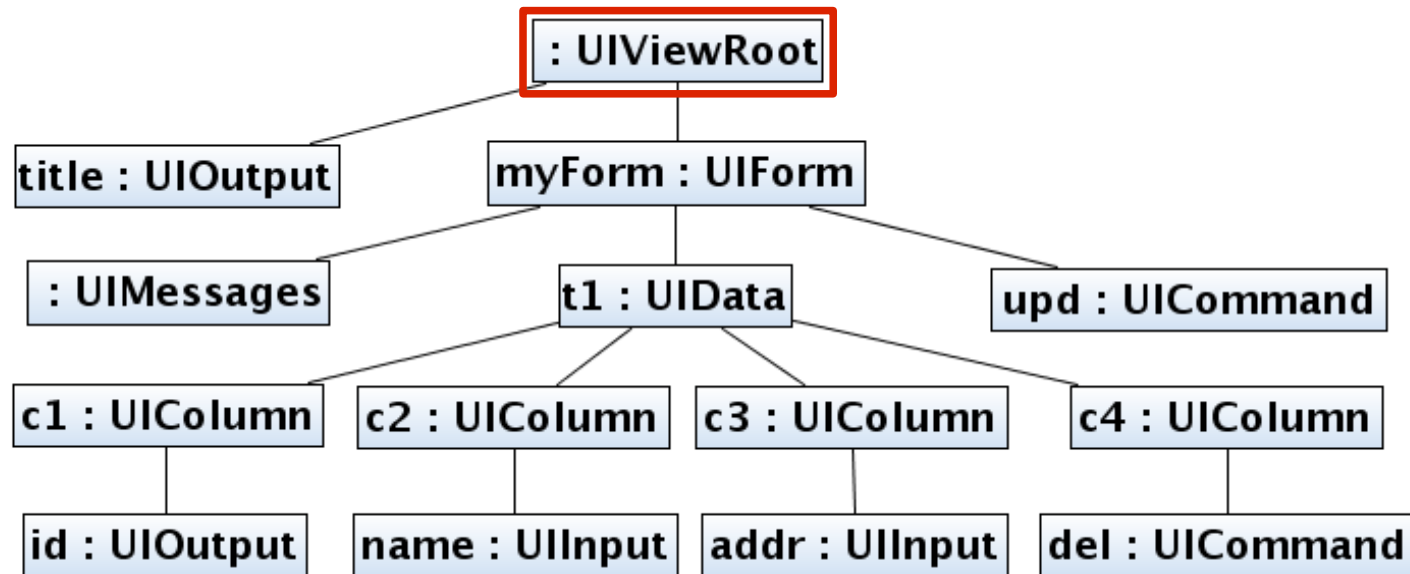 : UIViewRoot
title : UIOutput
myForm : UIForm
: UIMessages
t1 : UIData
upd : UICommand
c1 : UIColumn
c2 : UIColumn
c3 : UIColumn
c4 : UIColumn
id : UIOutput
name : UIInput
addr : UIInput
del : UICommand